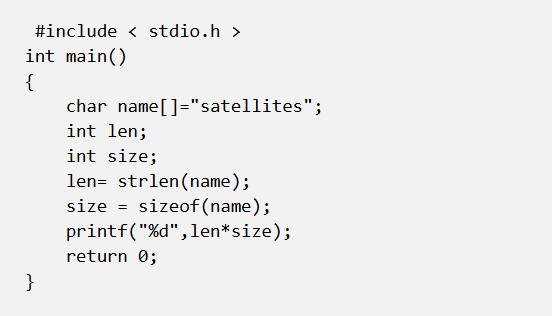 #include < stdio.h >
int main()
{
char name[]="satellites";
int len;
int size;
len= strlen(name);
size = sizeof(name);
printf("%d",len*size);
return 0;
}